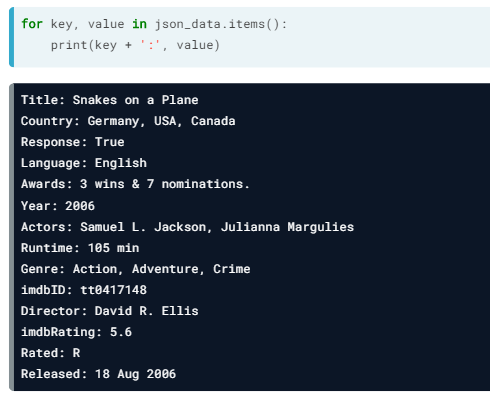 for key, value in json_data.items():
    print(key + ':', value)
Title: Snakes on a Plane
Country: Germany, USA, Canada
Response: True
Language: English
Awards: 3 wins & 7 nominations.
Year: 2006
Actors: Samuel L. Jackson, Julianna Margulies
Runtime: 105 min
Genre: Action, Adventure, Crime
imdbID: tt0417148
Director: David R. Ellis
imdbRating: 5.6
Rated: R
Released: 18 Aug 2006